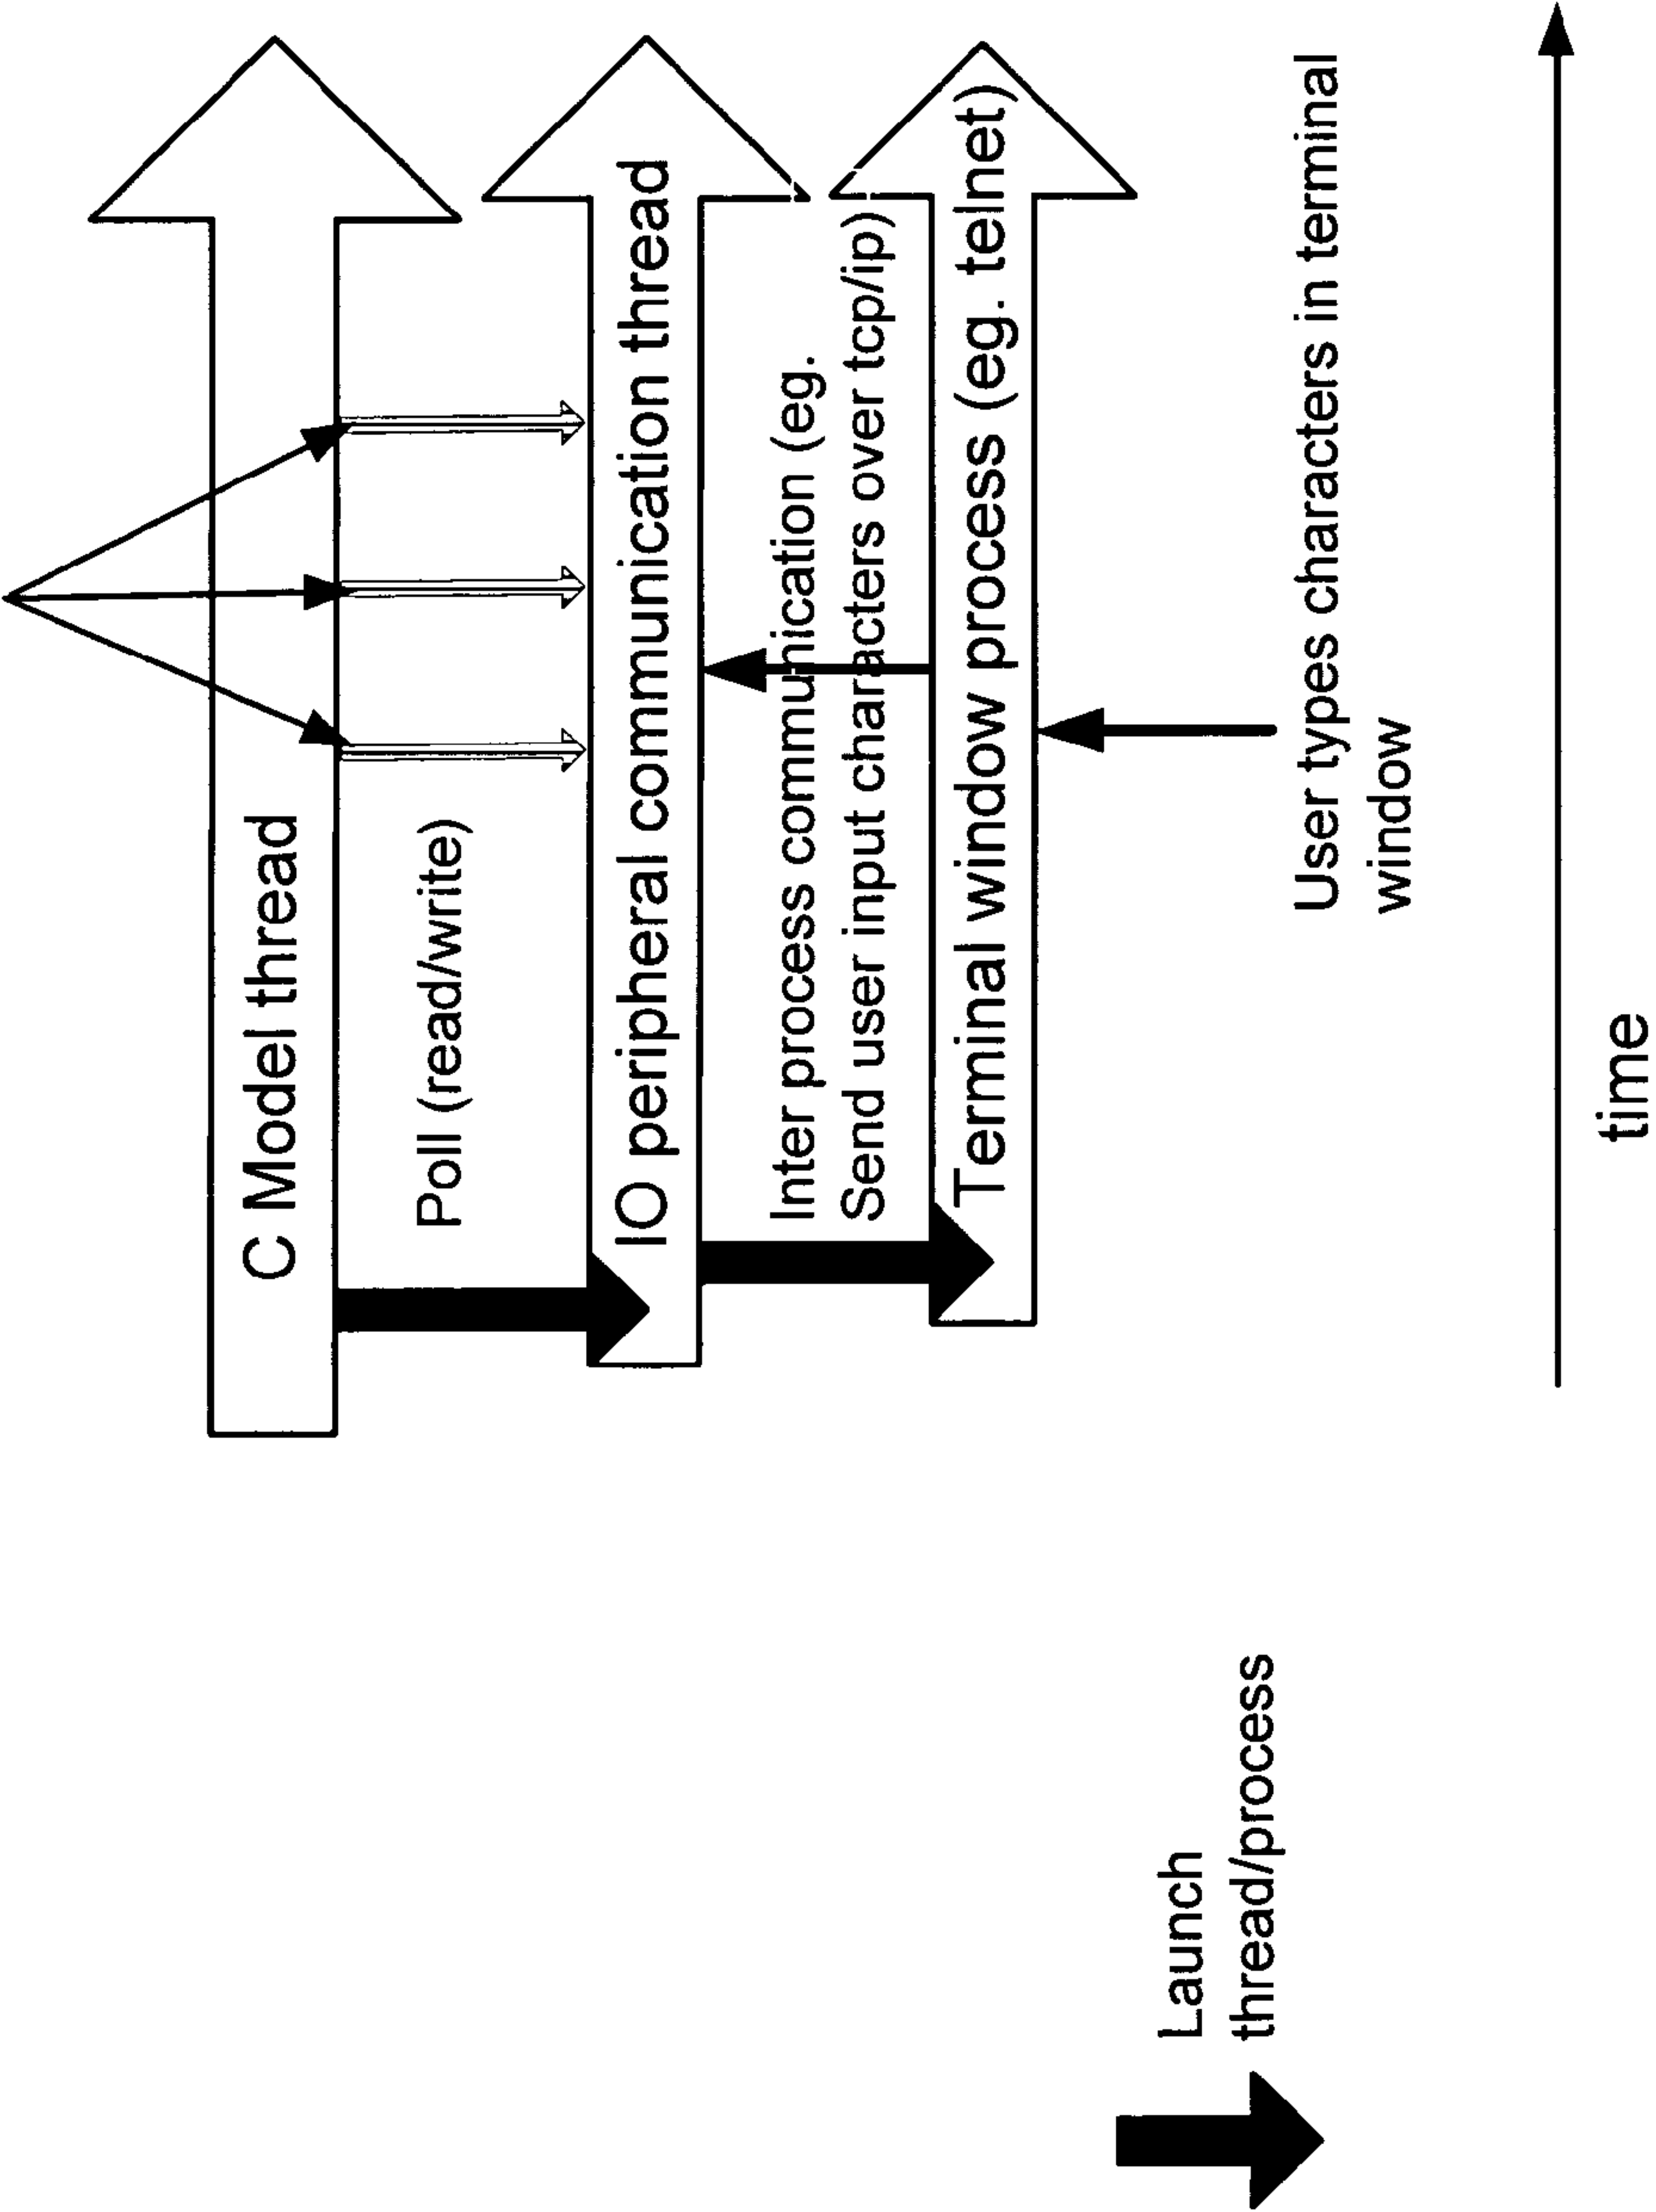 C Model thread
Poll (read/write)
IO peripheral communication thread
Inter process communication (eg.
Send user input characters over tcp/ip)
Terminal window process (eg. telnet)
User types characters in terminal
window
time
Launch
thread/process